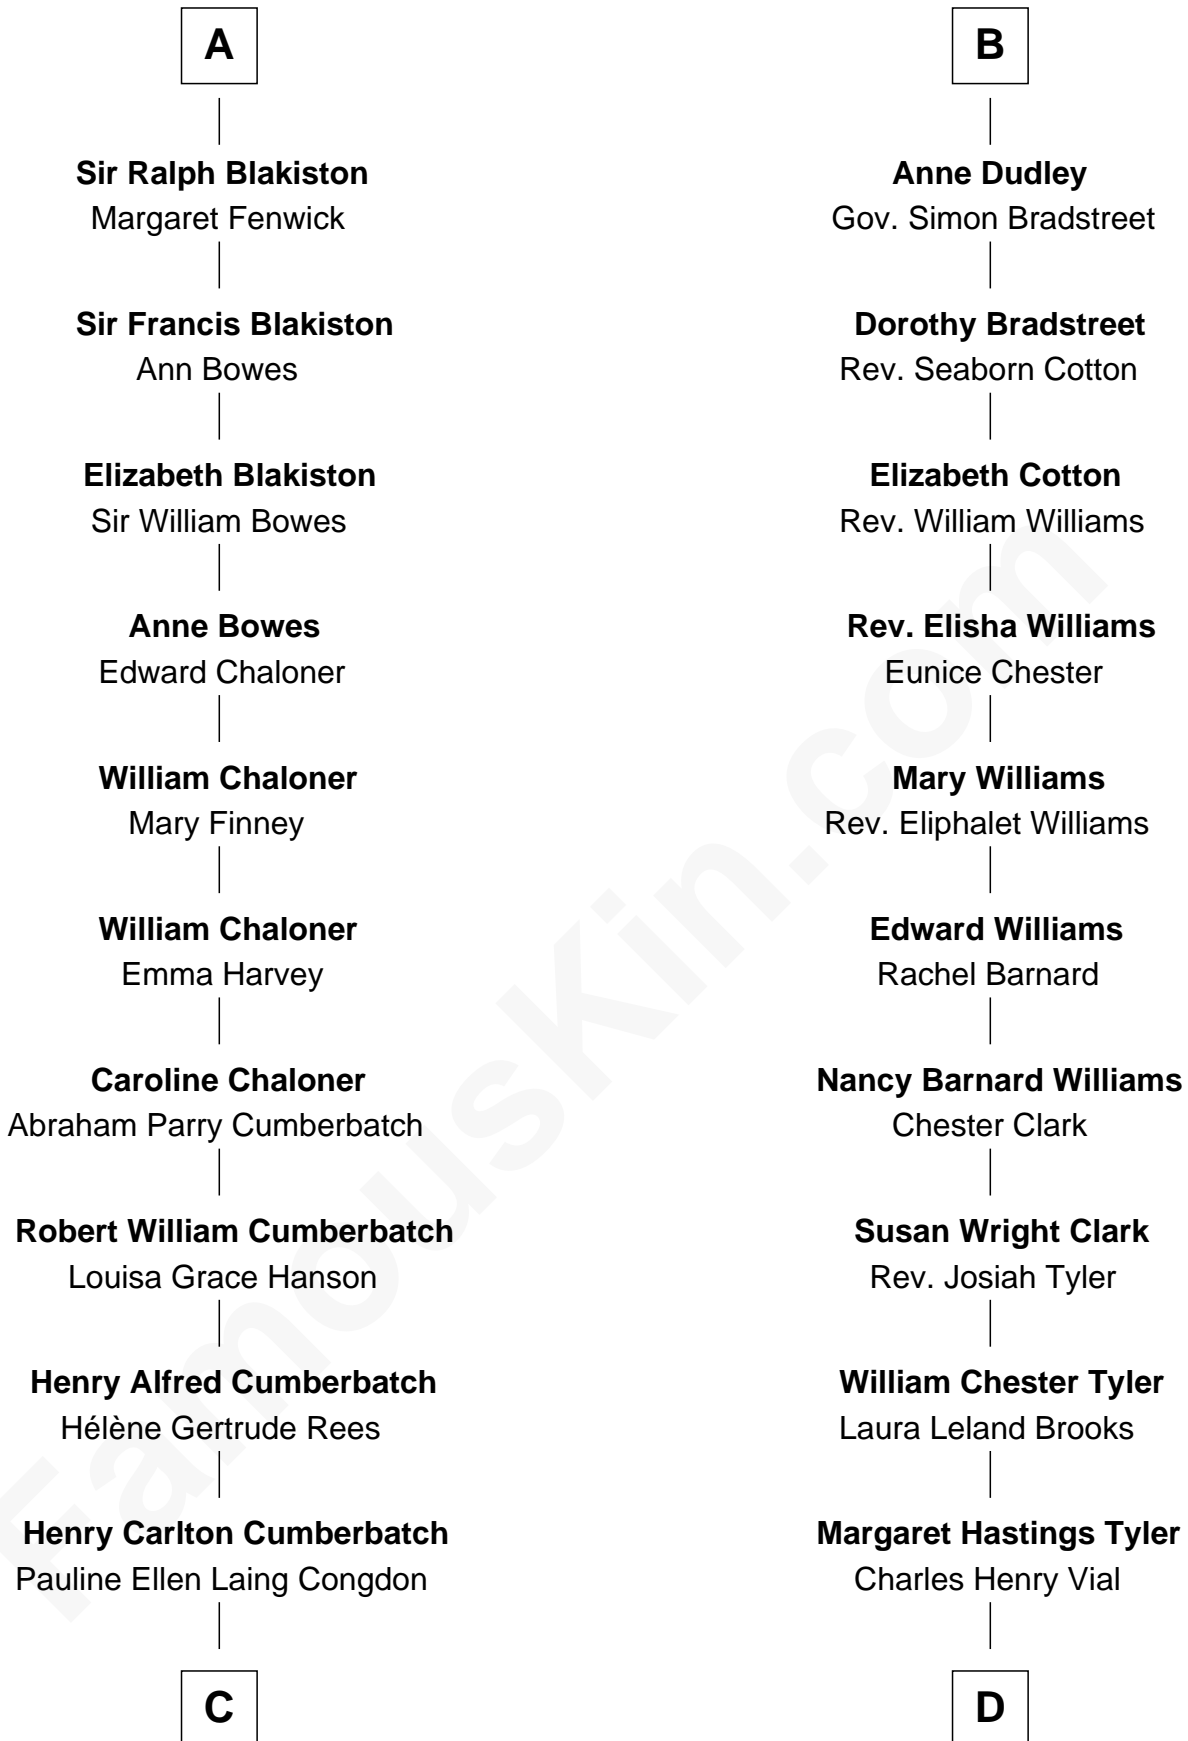 A
Sir Ralph Blakiston
Margaret Fenwick
Sir Francis Blakiston
Ann Bowes
Elizabeth Blakiston
Sir William Bowes
Anne Bowes
Edward Chaloner
William Chaloner
Mary Finney
William Chaloner
Emma Harvey
Caroline Chaloner
Abraham Parry Cumberbatch
Robert William Cumberbatch
Louisa Grace Hanson
Henry Alfred Cumberbatch
Hélène Gertrude Rees
Henry Carlton Cumberbatch
Pauline Ellen Laing Congdon
C
B
Anne Dudley
Gov. Simon Bradstreet
Dorothy Bradstreet
Rev. Seaborn Cotton
Elizabeth Cotton
Rev. William Williams
Rev. Elisha Williams
Eunice Chester
Mary Williams
Rev. Eliphalet Williams
Edward Williams
Rachel Barnard
Nancy Barnard Williams
Chester Clark
Susan Wright Clark
Rev. Josiah Tyler
William Chester Tyler
Laura Leland Brooks
Margaret Hastings Tyler
Charles Henry Vial
D
FamousKin.com